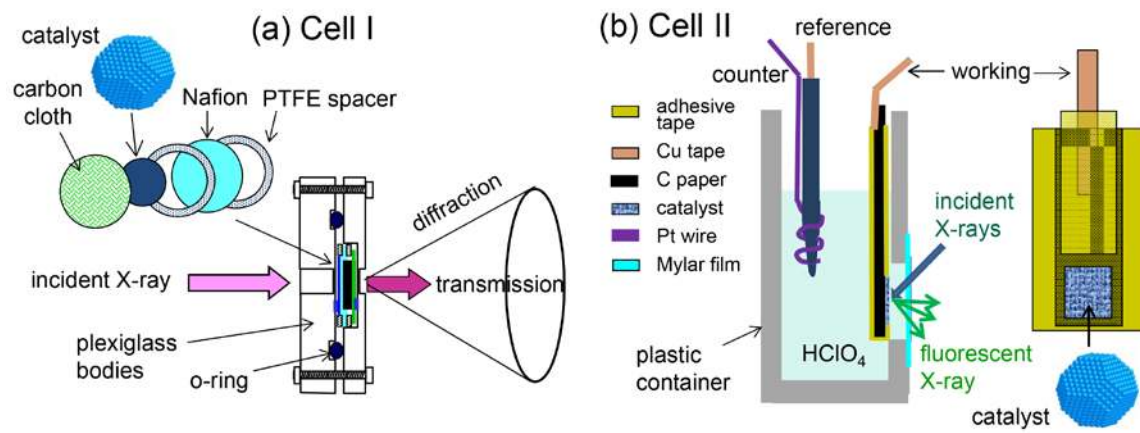 (a) Cell I
catalyst
carbon
cloth
Nafion
PTFE spacer
diffraction
incident X-ray
transmission
plexiglass
bodies
o-ring
(b) Cell II
reference
counter
working
adhesive
tape
Cu tape
C paper
catalyst
Pt wire
Mylar film
incident
X-rays
plastic
container
HClO₄
fluorescent
X-ray
catalyst